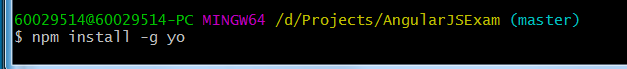 60029514@60029514-PC MINGW64 /d/Projects/AngularJSExam (master)
$ npm install -g yo